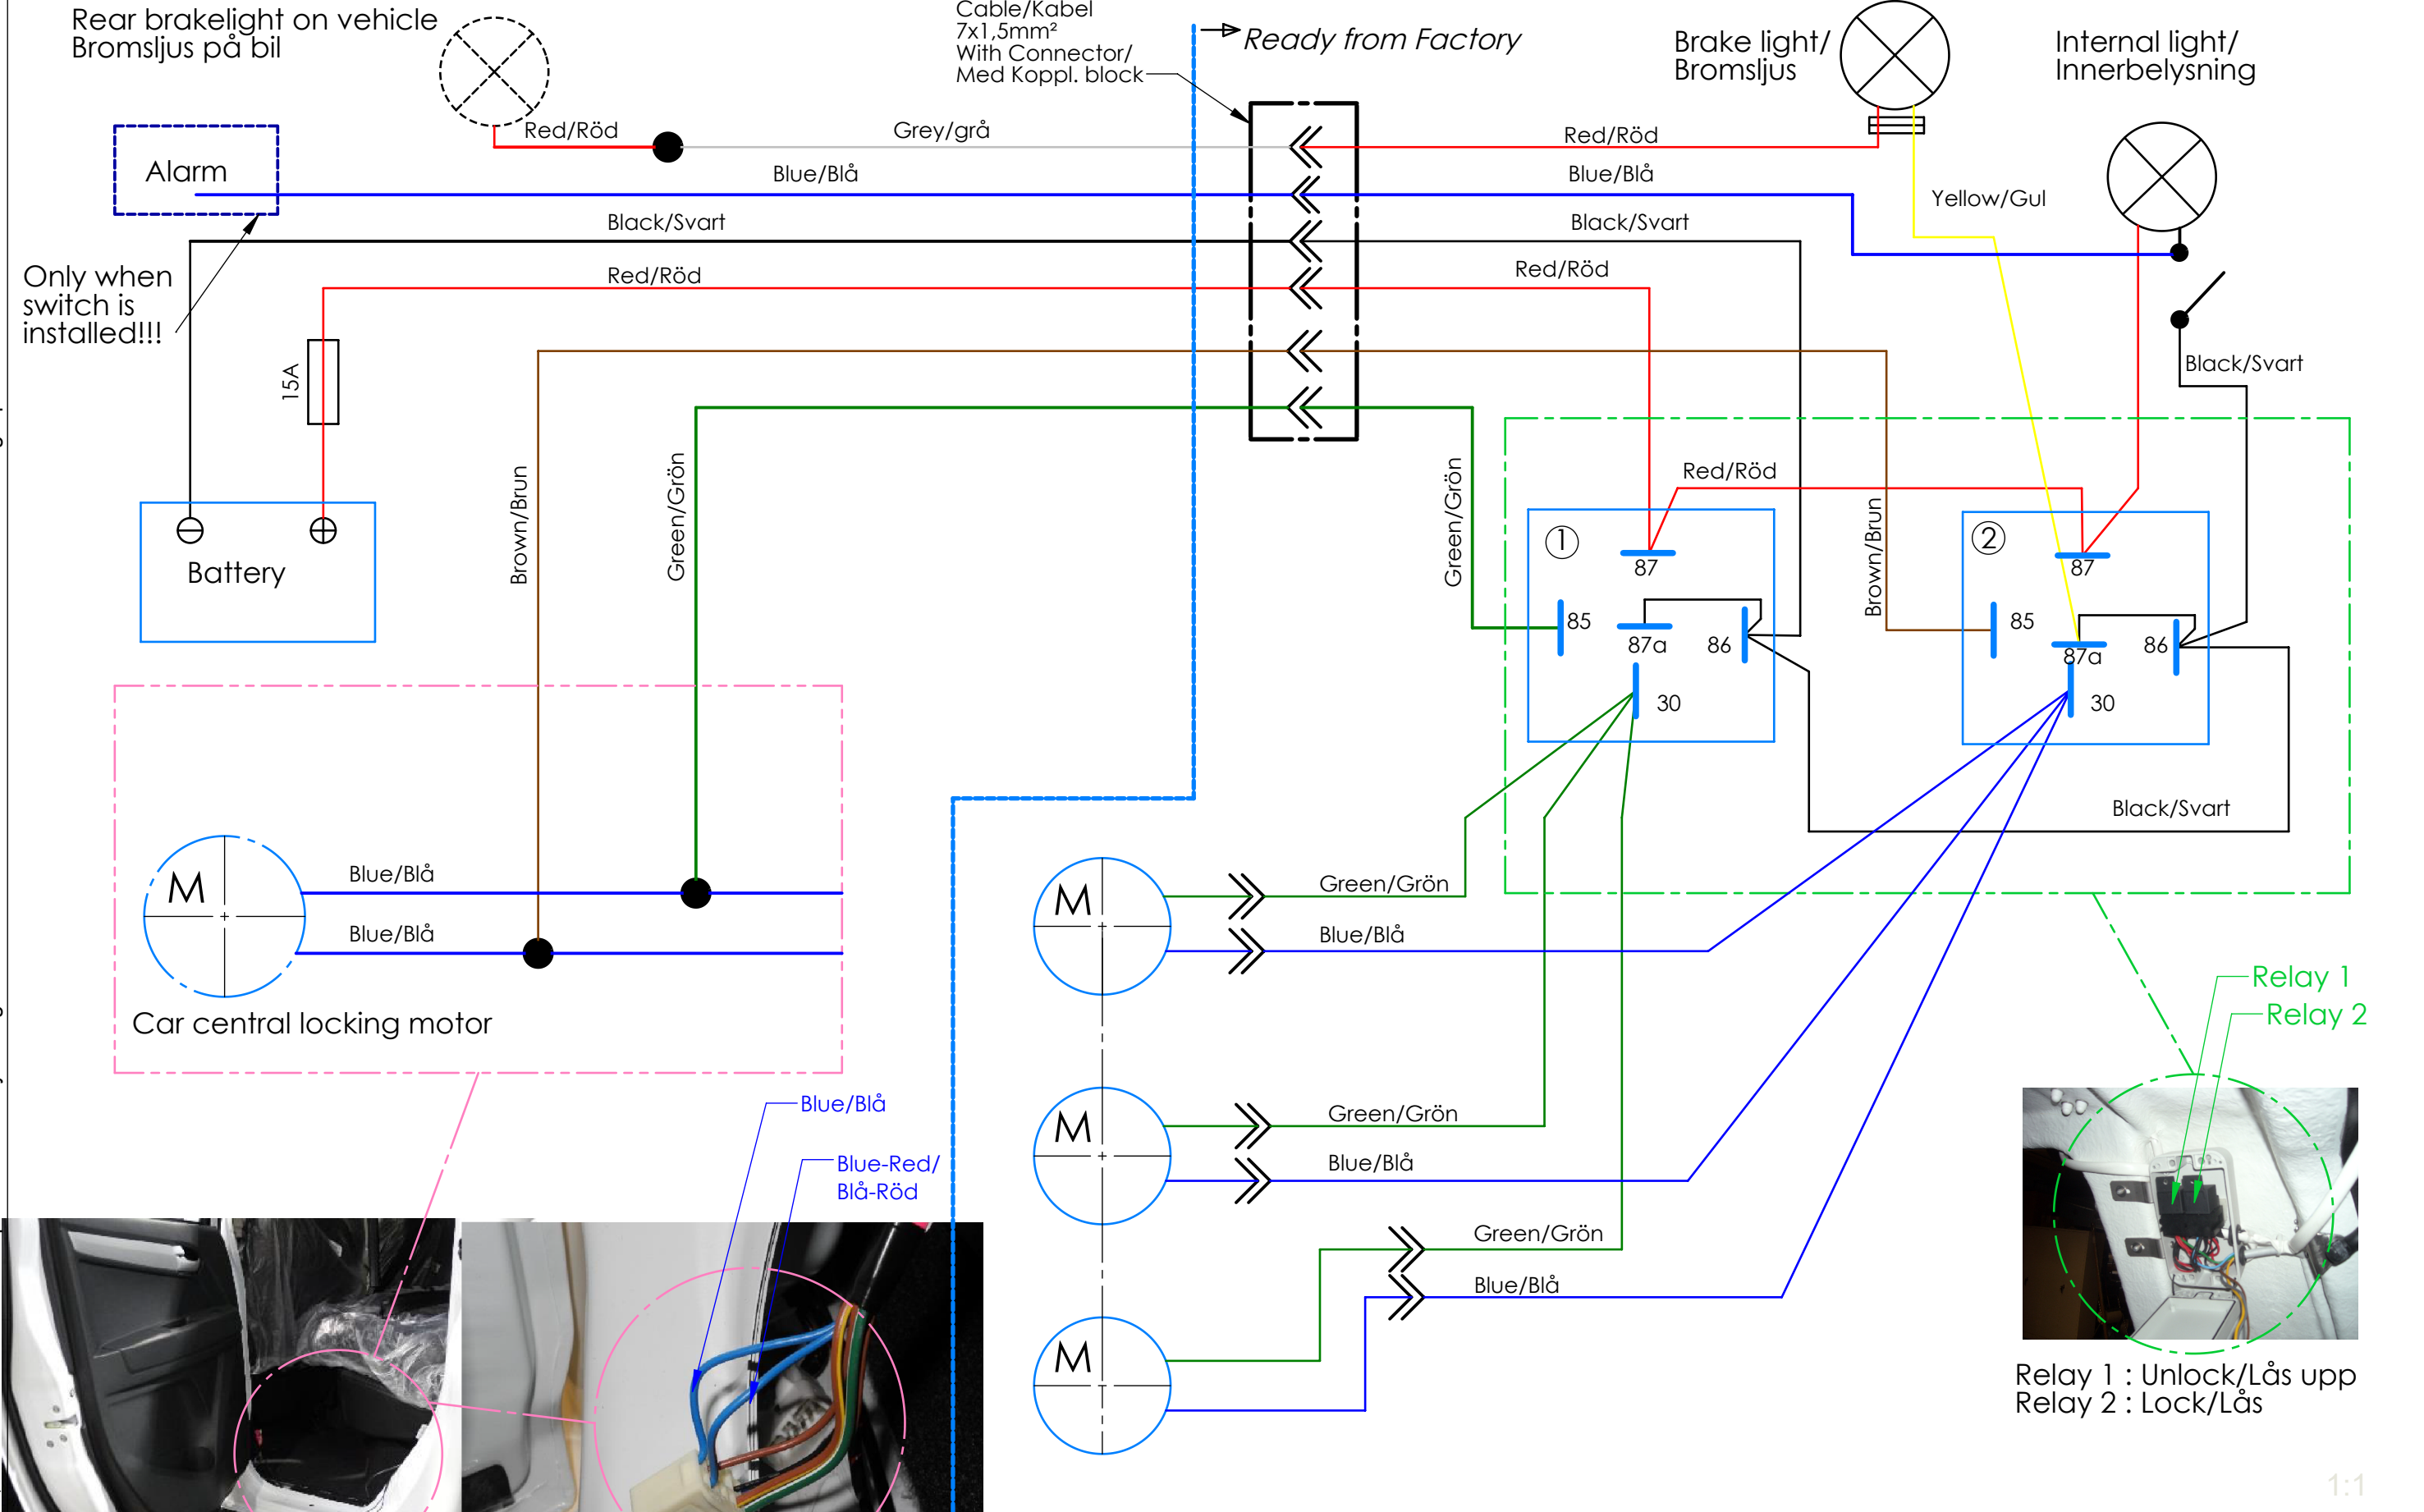 Rear brakelight on vehicle
Bromsljus på bil
Cable/Kabel
7x1,5mm²
With Connector/
Med Koppl. block
Ready from Factory
Brake light/
Bromsljus
Internal light/
Innerbelysning
Red/Röd
Grey/grå
Red/Röd
Alarm
Blue/Blå
Blue/Blå
Yellow/Gul
Black/Svart
Black/Svart
Only when
switch is
installed!!!
Red/Röd
Red/Röd
15A
Black/Svart
Brown/Brun
Green/Grön
Green/Grön
Red/Röd
Brown/Brun
Battery
1
87
85
87a
86
30
2
87
85
87a
86
30
Black/Svart
M
Blue/Blå
Blue/Blå
Car central locking motor
M
Green/Grön
Blue/Blå
Relay 1
Relay 2
Blue/Blå
Blue-Red/
Blå-Röd
M
Green/Grön
Blue/Blå
Green/Grön
Blue/Blå
M
Relay 1 : Unlock/Lås upp
Relay 2 : Lock/Lås
1:1